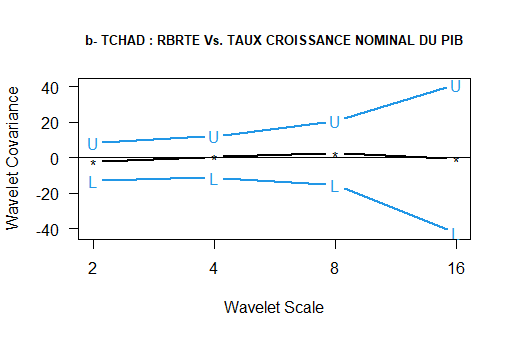 b- TCHAD : RBRTE Vs. TAUX CROISSANCE NOMINAL DU PIB
Wavelet Covariance
40
20
0
-20
-40
U U U U
* * * *
L L L L
2 4 8 16
Wavelet Scale